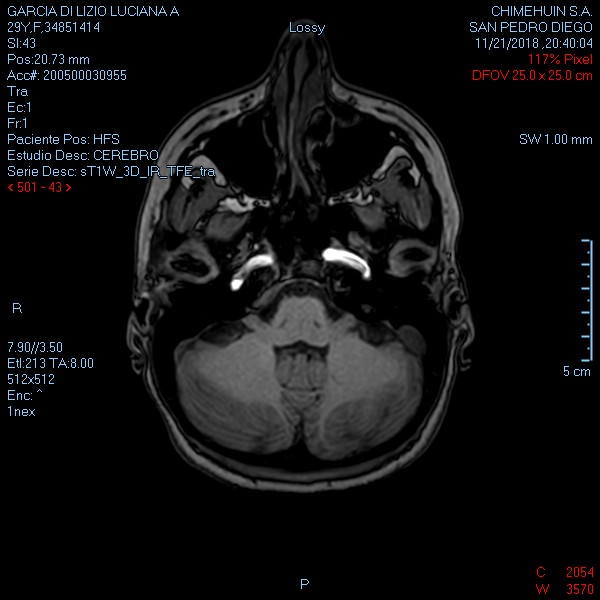 GARCIA DI LIZIO LUCIANA A
29Y,F,34851414
Sl:43
Pos:20.73 mm
Acc#: 200500030955
Tra
Ec:1
Fr:1
Paciente Pos: HFS
Estudio Desc: CEREBRO
Serie Desc: sT1W_3D_IR_TFE_tra
< 501 - 43 >
Lossy
CHIMEHUIN S.A.
SAN PEDRO DIEGO
11/21/2018 ,20:40:04
117% Pixel
DFOV 25.0 x 25.0 cm
SW 1.00 mm
R
5 cm
7.90//3.50
Etl:213 TA:8.00
512x512
Enc: ^
1nex
P
C 2054
W 3570